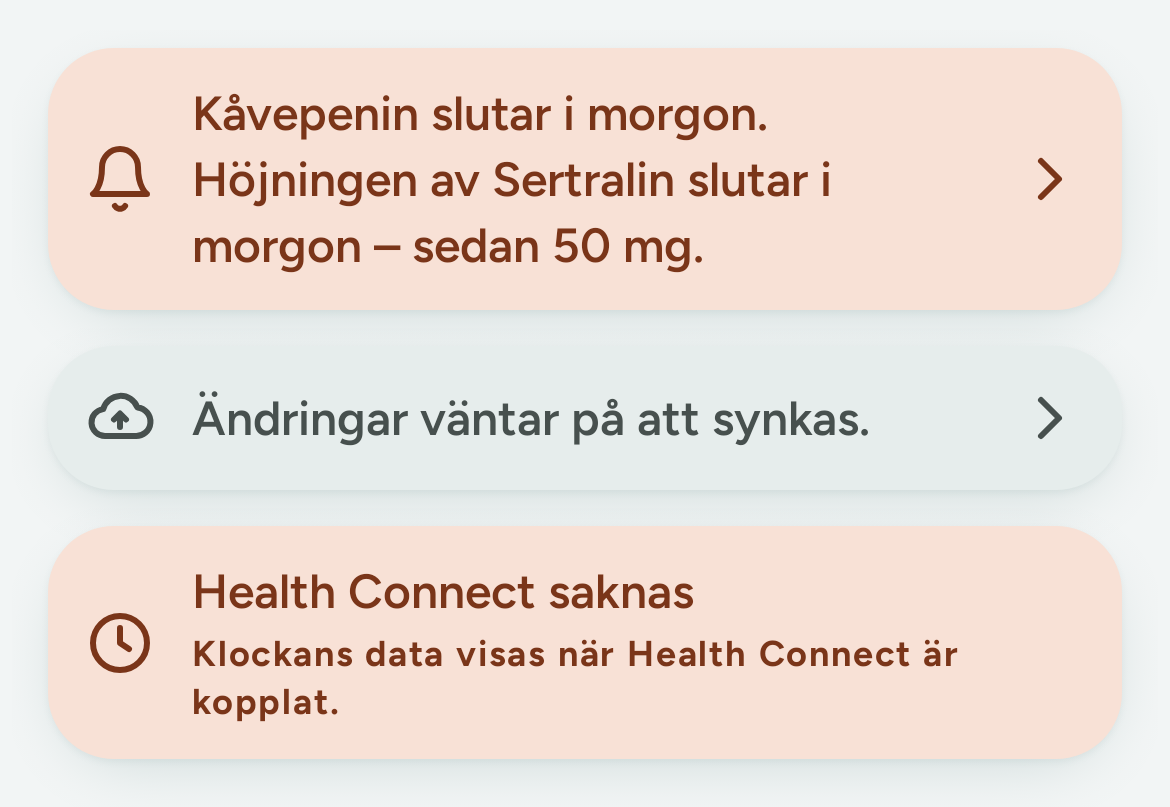 Kåvepenin slutar i morgon.
Höjningen av Sertralin slutar i
morgon – sedan 50 mg.
Ändringar väntar på att synkas.
Health Connect saknas
Klockans data visas när Health Connect är
kopplat.